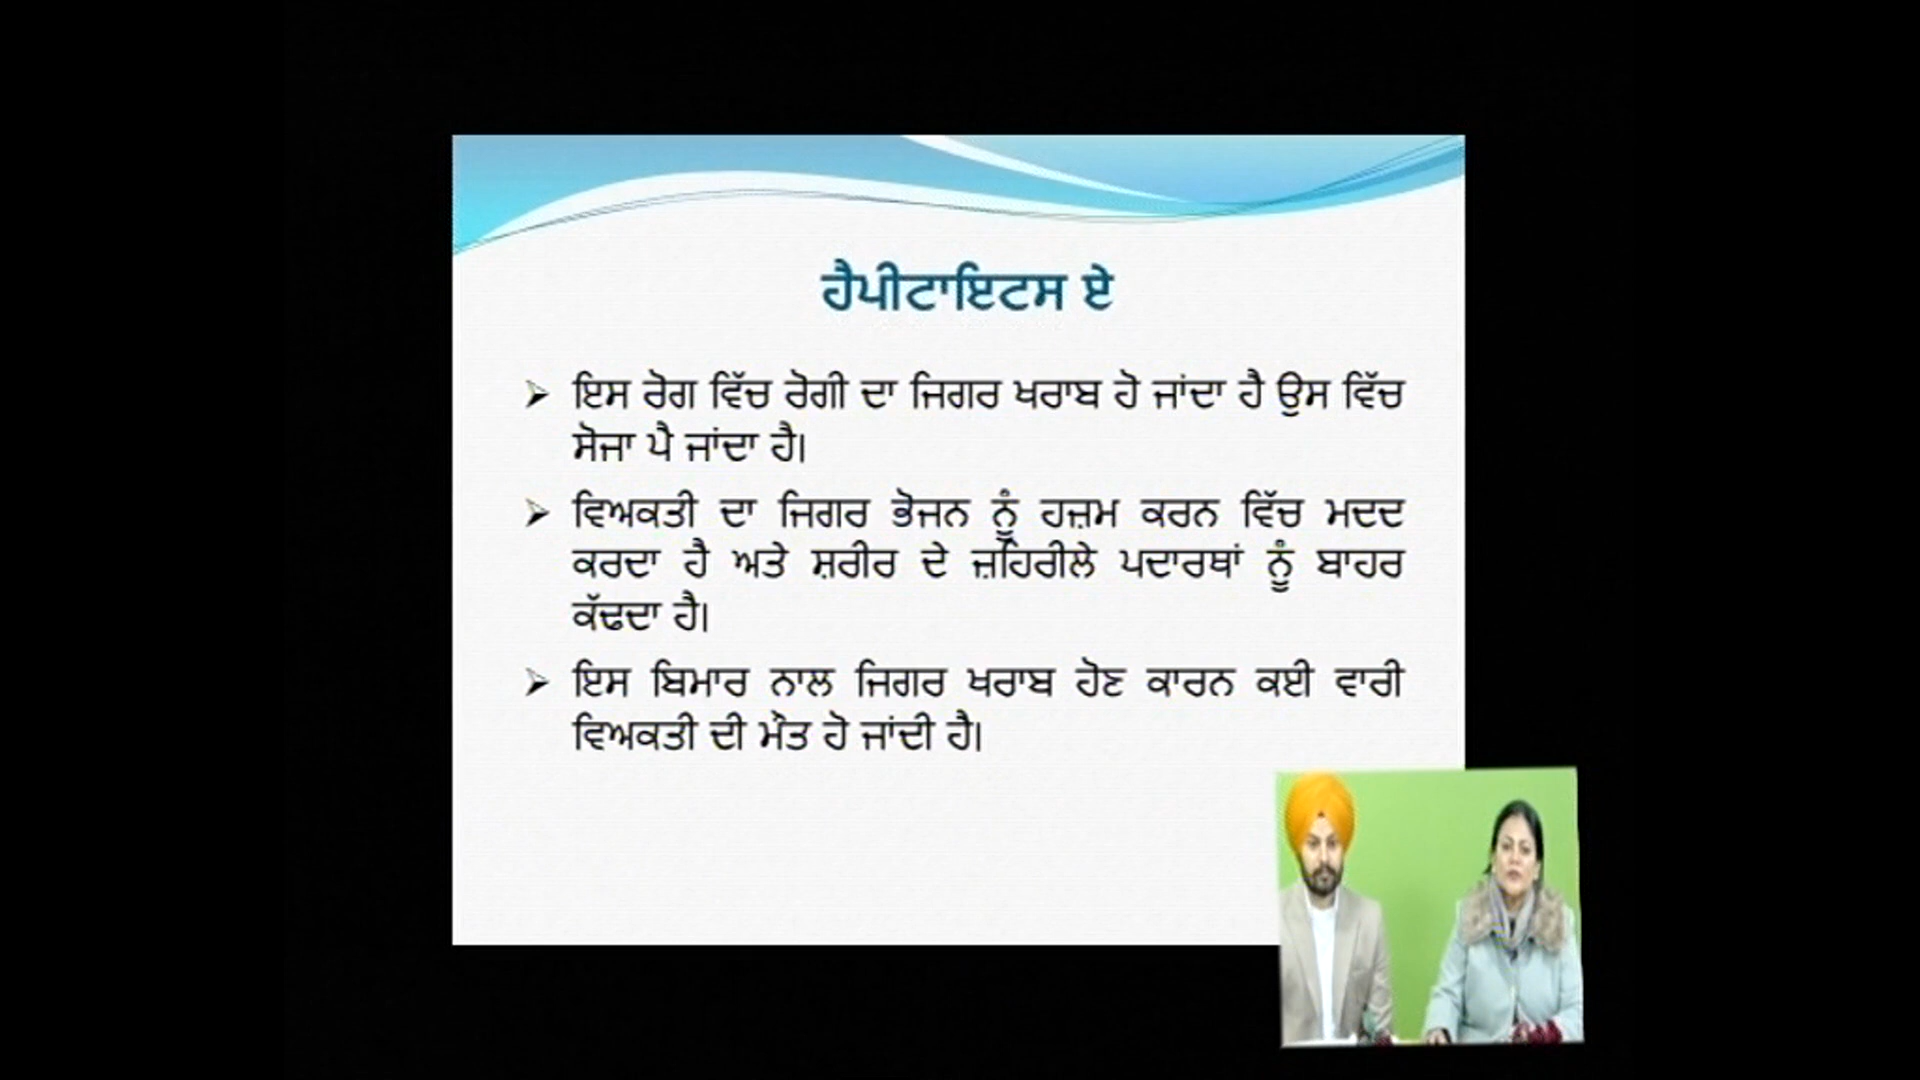 ਹੈਪੀਟਾਇਟਸ ਏ
ਇਸ ਰੋਗ ਵਿੱਚ ਰੋਗੀ ਦਾ ਜਿਗਰ ਖਰਾਬ ਹੋ ਜਾਂਦਾ ਹੈ ਉਸ ਵਿੱਚ
ਸੋਜਾ ਪੈ ਜਾਂਦਾ ਹੈ।
ਵਿਅਕਤੀ ਦਾ ਜਿਗਰ ਭੋਜਨ ਨੂੰ ਹਜ਼ਮ ਕਰਨ ਵਿੱਚ ਮਦਦ
ਕਰਦਾ ਹੈ ਅਤੇ ਸ਼ਰੀਰ ਦੇ ਜ਼ਹਿਰੀਲੇ ਪਦਾਰਥਾਂ ਨੂੰ ਬਾਹਰ
ਕੱਢਦਾ ਹੈ।
ਇਸ ਬਿਮਾਰ ਨਾਲ ਜਿਗਰ ਖਰਾਬ ਹੋਣ ਕਾਰਨ ਕਈ ਵਾਰੀ
ਵਿਅਕਤੀ ਦੀ ਮੌਤ ਹੋ ਜਾਂਦੀ ਹੈ।